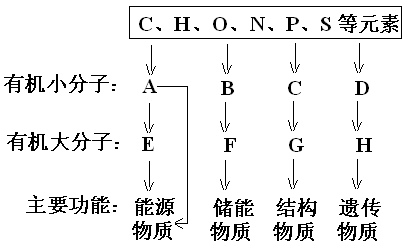 C、H、O、N、P、S等元素
有机小分子： A B C D
有机大分子： E F G H
主要功能： 能源物质 储能物质 结构物质 遗传物质